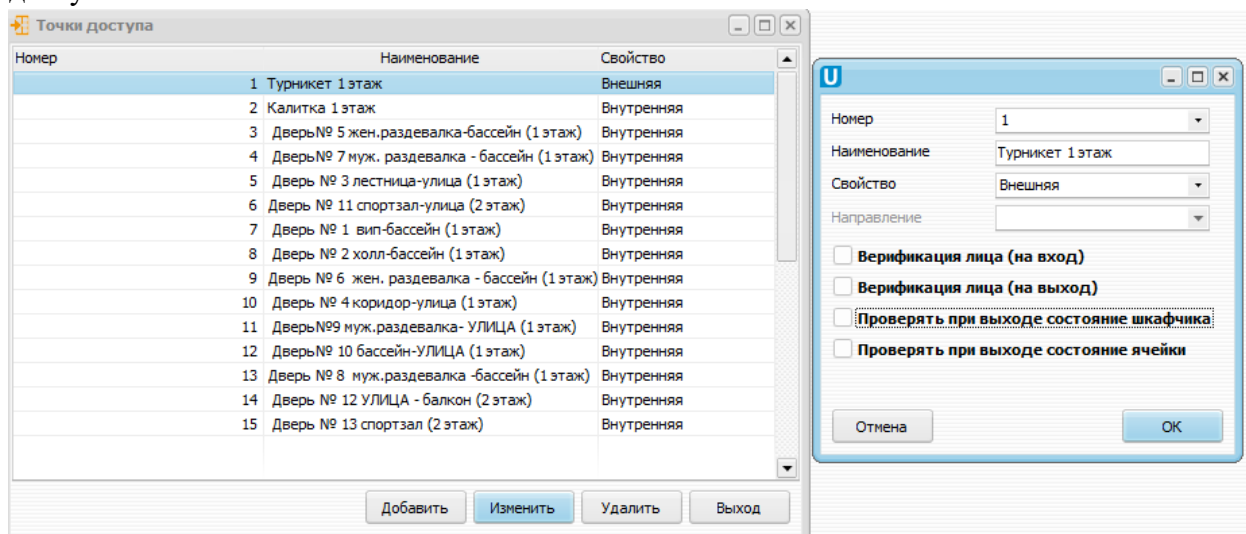 Точки доступа
Номер Наименование Свойство
1 Турникет 1 этаж Внешняя
2 Калитка 1 этаж Внутренняя
3 Дверь№ 5 жен.раздевалка-бассейн (1 этаж) Внутренняя
4 Дверь№ 7 муж. раздевалка - бассейн (1 этаж) Внутренняя
5 Дверь № 3 лестница-улица (1 этаж) Внутренняя
6 Дверь № 11 спортзал-улица (2 этаж) Внутренняя
7 Дверь № 1 вип-бассейн (1 этаж) Внутренняя
8 Дверь № 2 холл-бассейн (1 этаж) Внутренняя
9 Дверь № 6 жен. раздевалка - бассейн (1 этаж) Внутренняя
10 Дверь № 4 коридор-улица (1 этаж) Внутренняя
11 Дверь№9 муж.раздевалка- УЛИЦА (1 этаж) Внутренняя
12 Дверь№ 10 бассейн-УЛИЦА (1 этаж) Внутренняя
13 Дверь № 8 муж.раздевалка -бассейн (1 этаж) Внутренняя
14 Дверь № 12 УЛИЦА - балкон (2 этаж) Внутренняя
15 Дверь № 13 спортзал (2 этаж) Внутренняя
Добавить Изменить Удалить Выход
U
Номер 1
Наименование Турникет 1 этаж
Свойство Внешняя
Направление
Верификация лица (на вход)
Верификация лица (на выход)
Проверять при выходе состояние шкафчика
Проверять при выходе состояние ячейки
Отмена OK